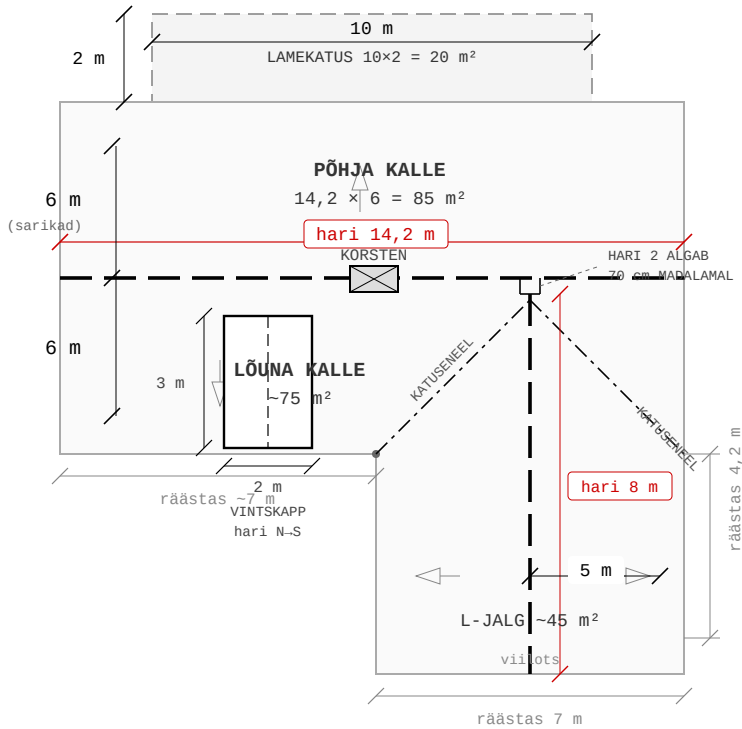 10 m
2 m
LAMEKATUS 10×2 = 20 m²
PÕHJA KALLE
14,2 × 6 = 85 m²
6 m
(sarikad)
hari 14,2 m
KORSTEN
HARI 2 ALGAB
70 cm MADALAMAL
6 m
KATUSENEEL
LÕUNA KALLE
3 m
~75 m²
KATUSENEEL
räästas 4,2 m
2 m
räästas ~7 m
VINTSKAPP
hari N→S
hari 8 m
5 m
L-JALG ~45 m²
viilots
räästas 7 m